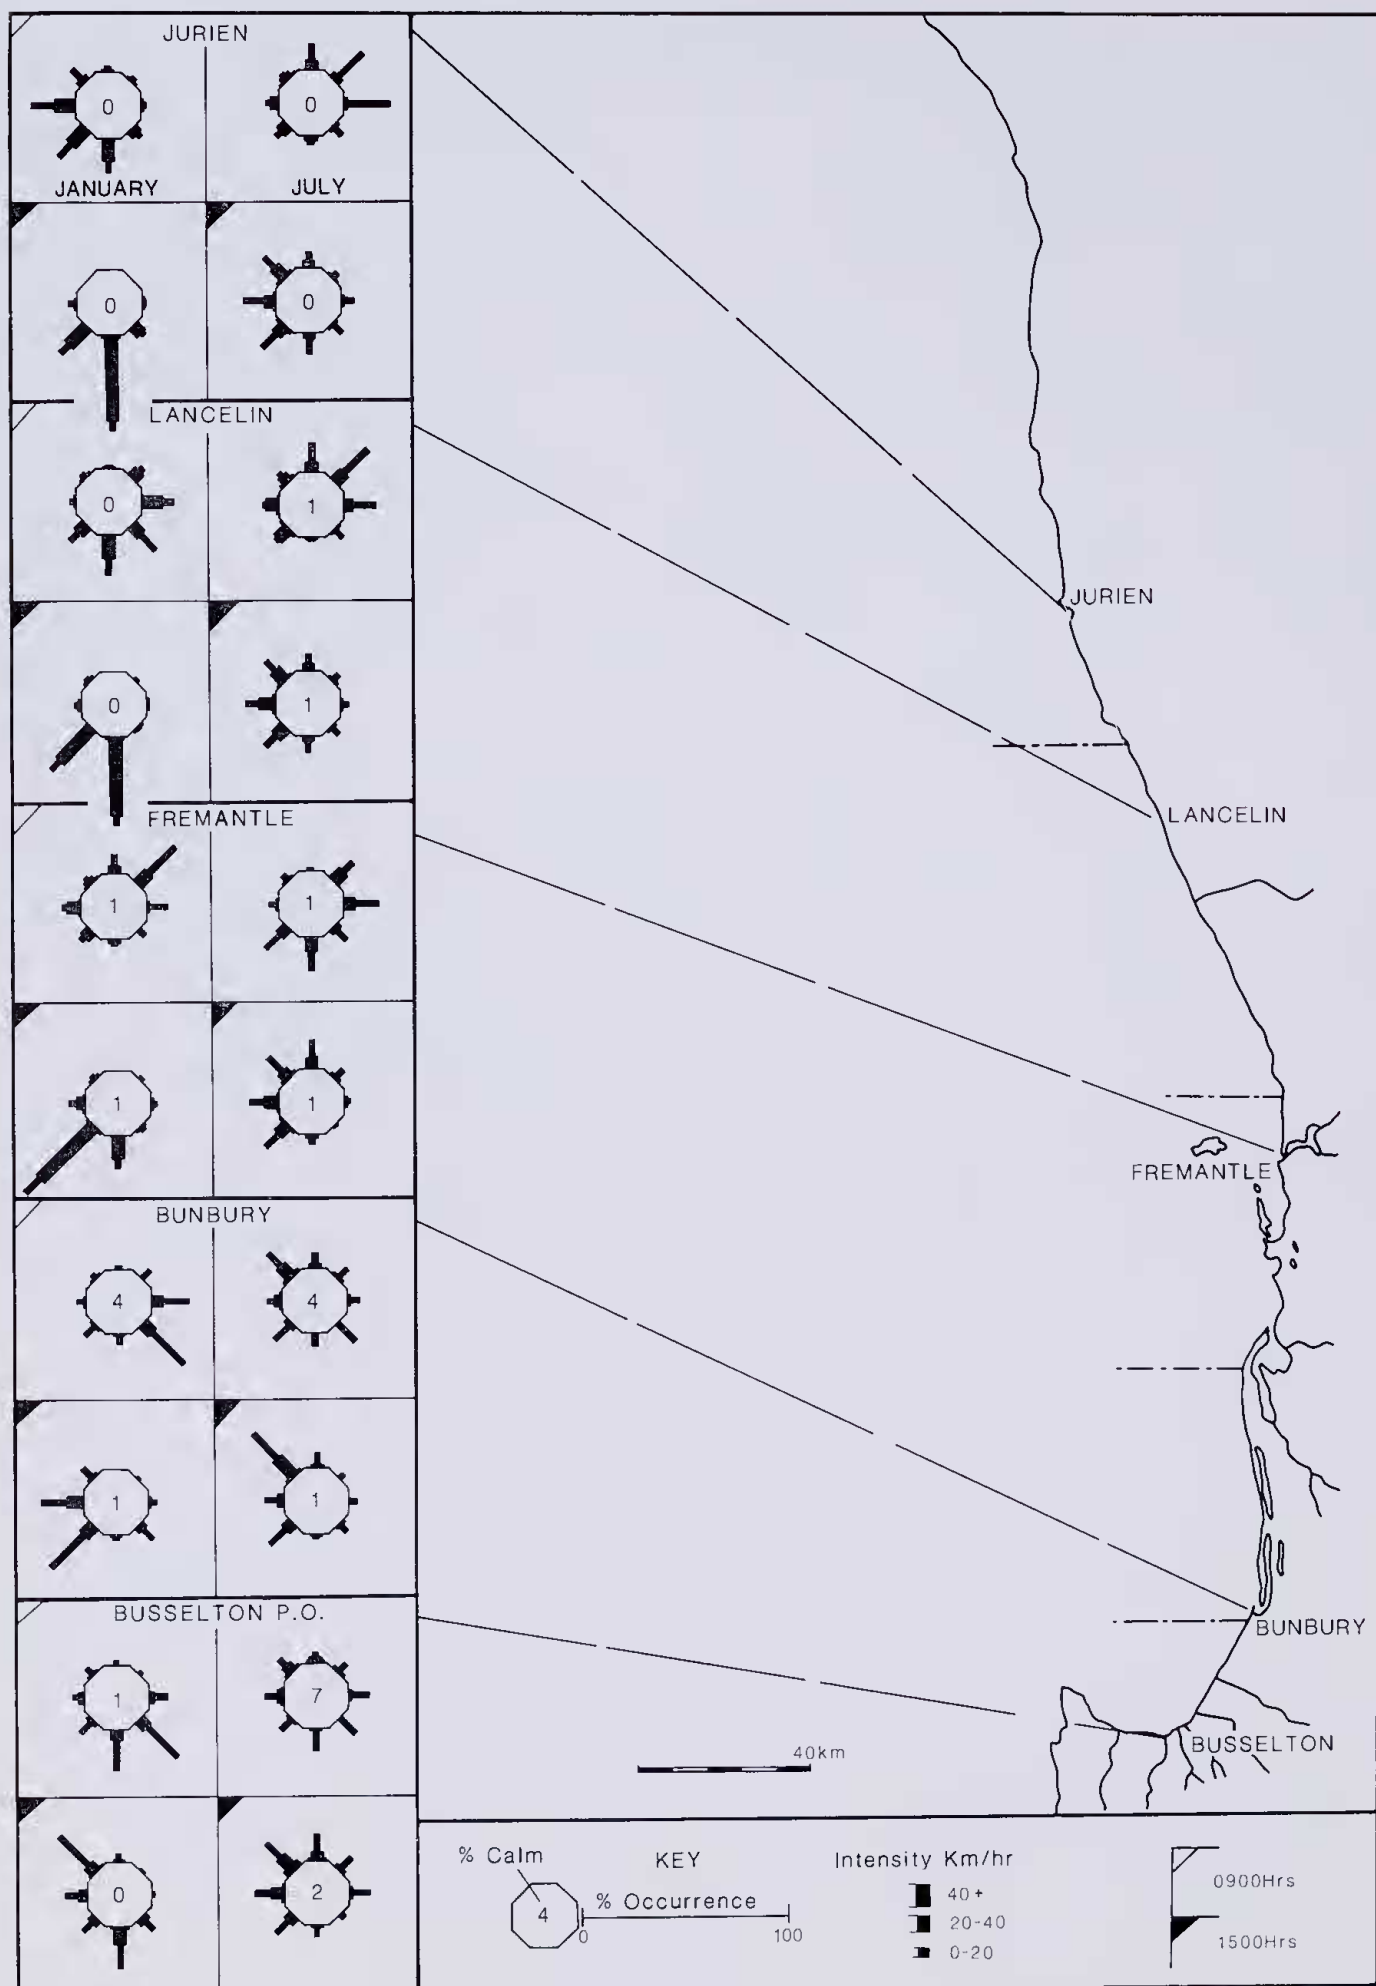 JURIEN
0
0
JANUARY
JULY
0
0
LANCELIN
0
1
0
1
FREMANTLE
1
1
1
1
BUNBURY
4
4
1
1
BUSSELTON P.O.
1
7
0
2
JURIEN
LANCELIN
FREMANTLE
BUNBURY
BUSSELTON
40km
% Calm
KEY
4
% Occurrence
0
100
Intensity Km/hr
40+
20-40
0-20
0900Hrs
1500Hrs